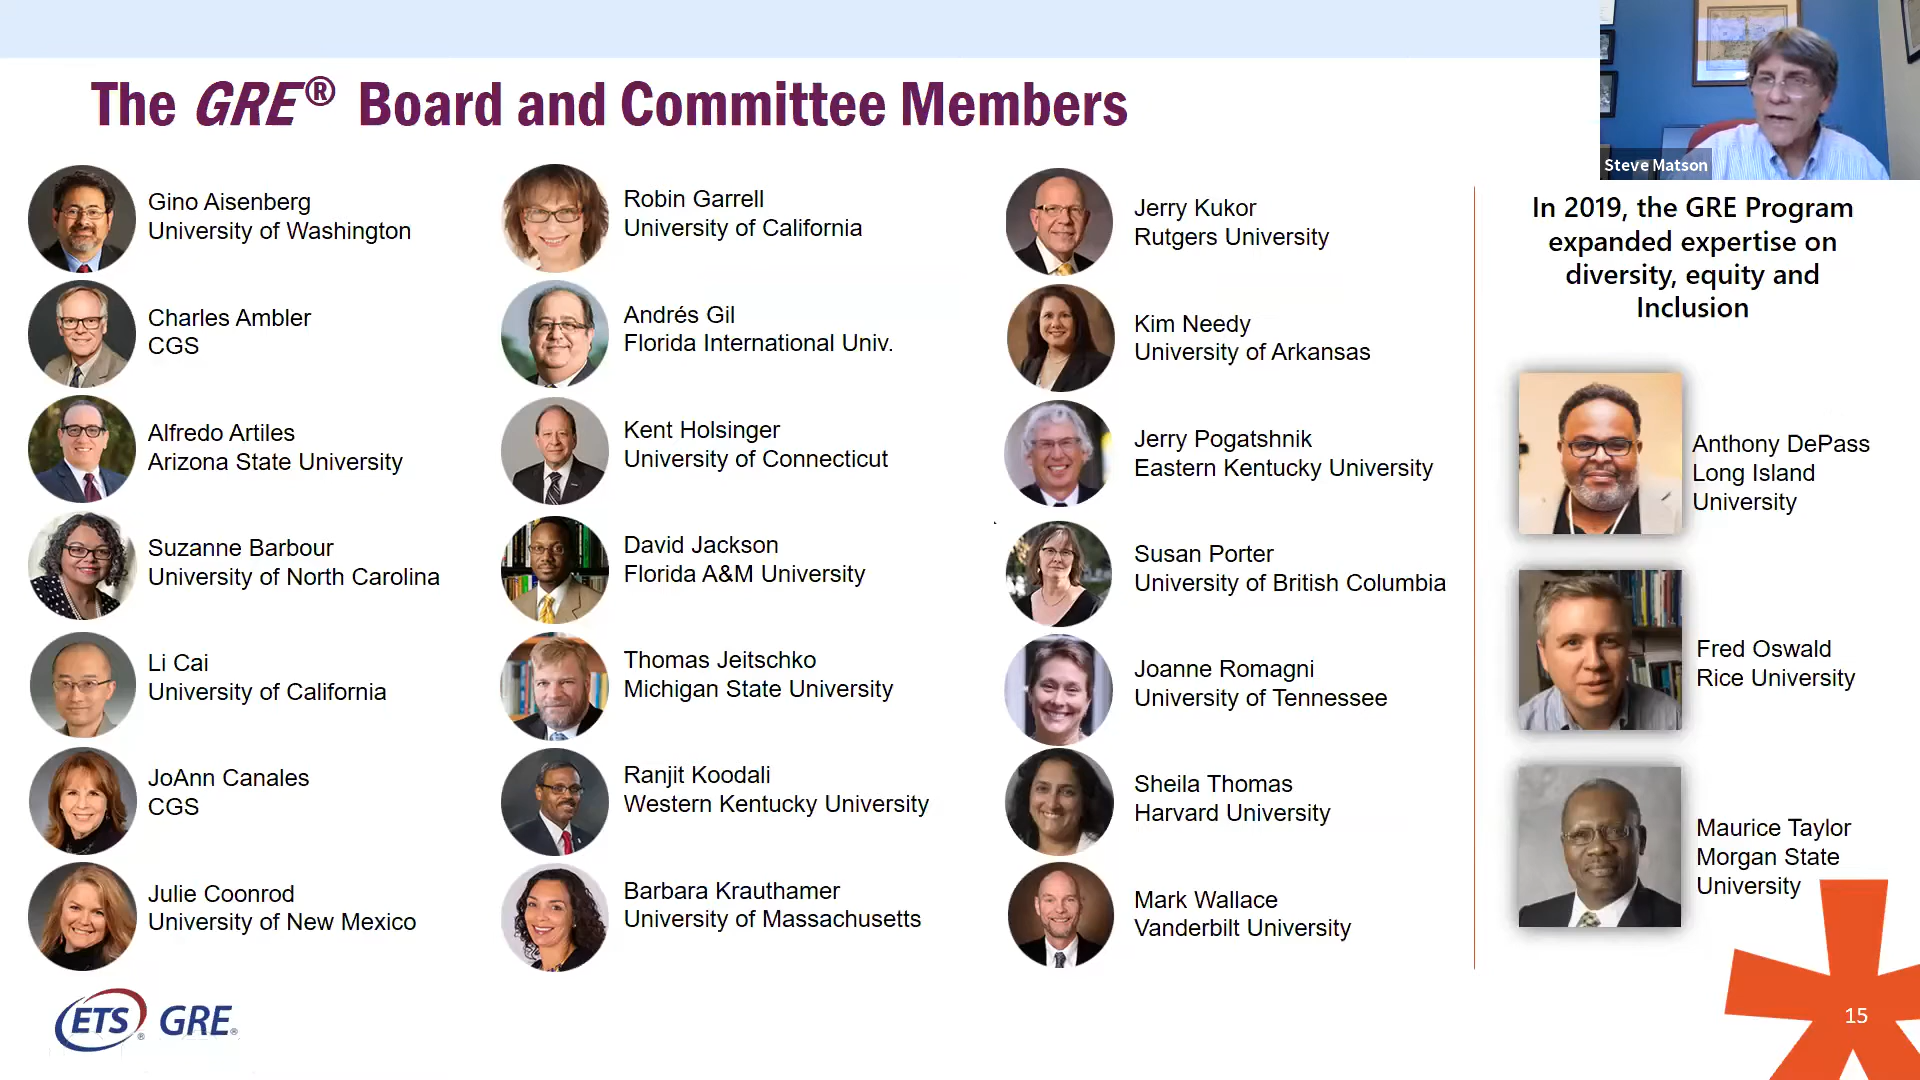 The GRE® Board and Committee Members
Steve Matson
Gino Aisenberg
University of Washington
Charles Ambler
CGS
Alfredo Artiles
Arizona State University
Suzanne Barbour
University of North Carolina
Li Cai
University of California
JoAnn Canales
CGS
Julie Coonrod
University of New Mexico
Robin Garrell
University of California
Andrés Gil
Florida International Univ.
Kent Holsinger
University of Connecticut
David Jackson
Florida A&M University
Thomas Jeitschko
Michigan State University
Ranjit Koodali
Western Kentucky University
Barbara Krauthamer
University of Massachusetts
Jerry Kukor
Rutgers University
Kim Needy
University of Arkansas
Jerry Pogatshnik
Eastern Kentucky University
Susan Porter
University of British Columbia
Joanne Romagni
University of Tennessee
Sheila Thomas
Harvard University
Mark Wallace
Vanderbilt University
In 2019, the GRE Program
expanded expertise on
diversity, equity and
Inclusion
Anthony DePass
Long Island
University
Fred Oswald
Rice University
Maurice Taylor
Morgan State
University
ETS® GRE®
15